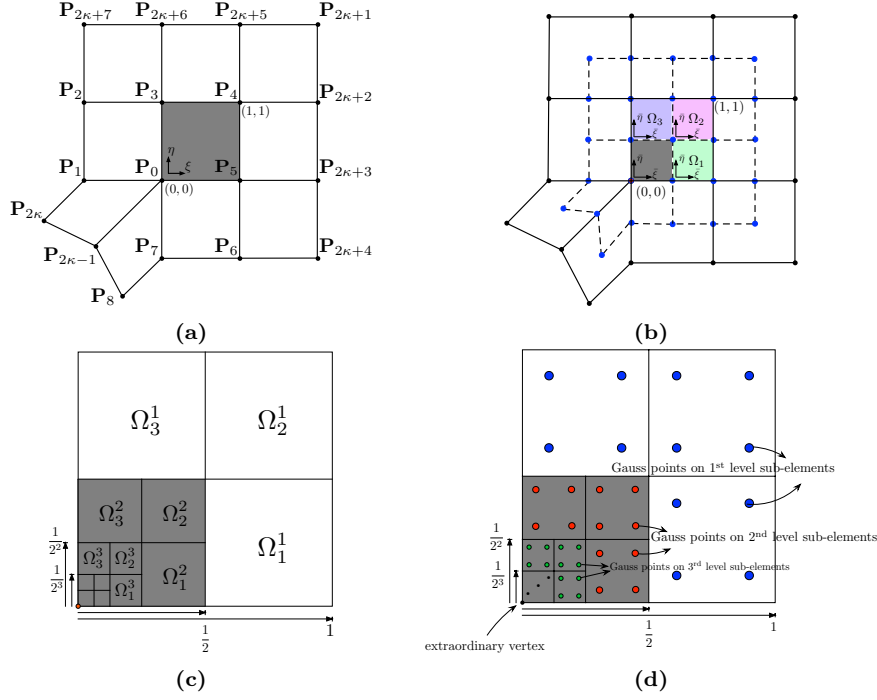 P₂κ₊₇ P₂κ₊₆ P₂κ₊₅ P₂κ₊₁
P₂ P₃ P₄ P₂κ₊₂
(1, 1)
η
ξ
P₁ P₀ P₅ P₂κ₊₃
(0, 0)
P₂κ
P₂κ₋₁ P₇ P₆ P₂κ₊₄
P₈
(a)
(1, 1)
η̄ Ω₃ η̄ Ω₂
ξ̄ ξ̄
η̄ η̄ Ω₁
ξ̄ ξ̄
(0, 0)
(b)
Ω₃¹ Ω₂¹
Ω₃² Ω₂²
Ω₁¹
1/2²
Ω₃³ Ω₂³
Ω₁²
1/2³
Ω₁³
1/2
1
(c)
Gauss points on 1ˢᵗ level sub-elements
Gauss points on 2ⁿᵈ level sub-elements
1/2²
Gauss points on 3ʳᵈ level sub-elements
1/2³
1/2
1
extraordinary vertex
(d)